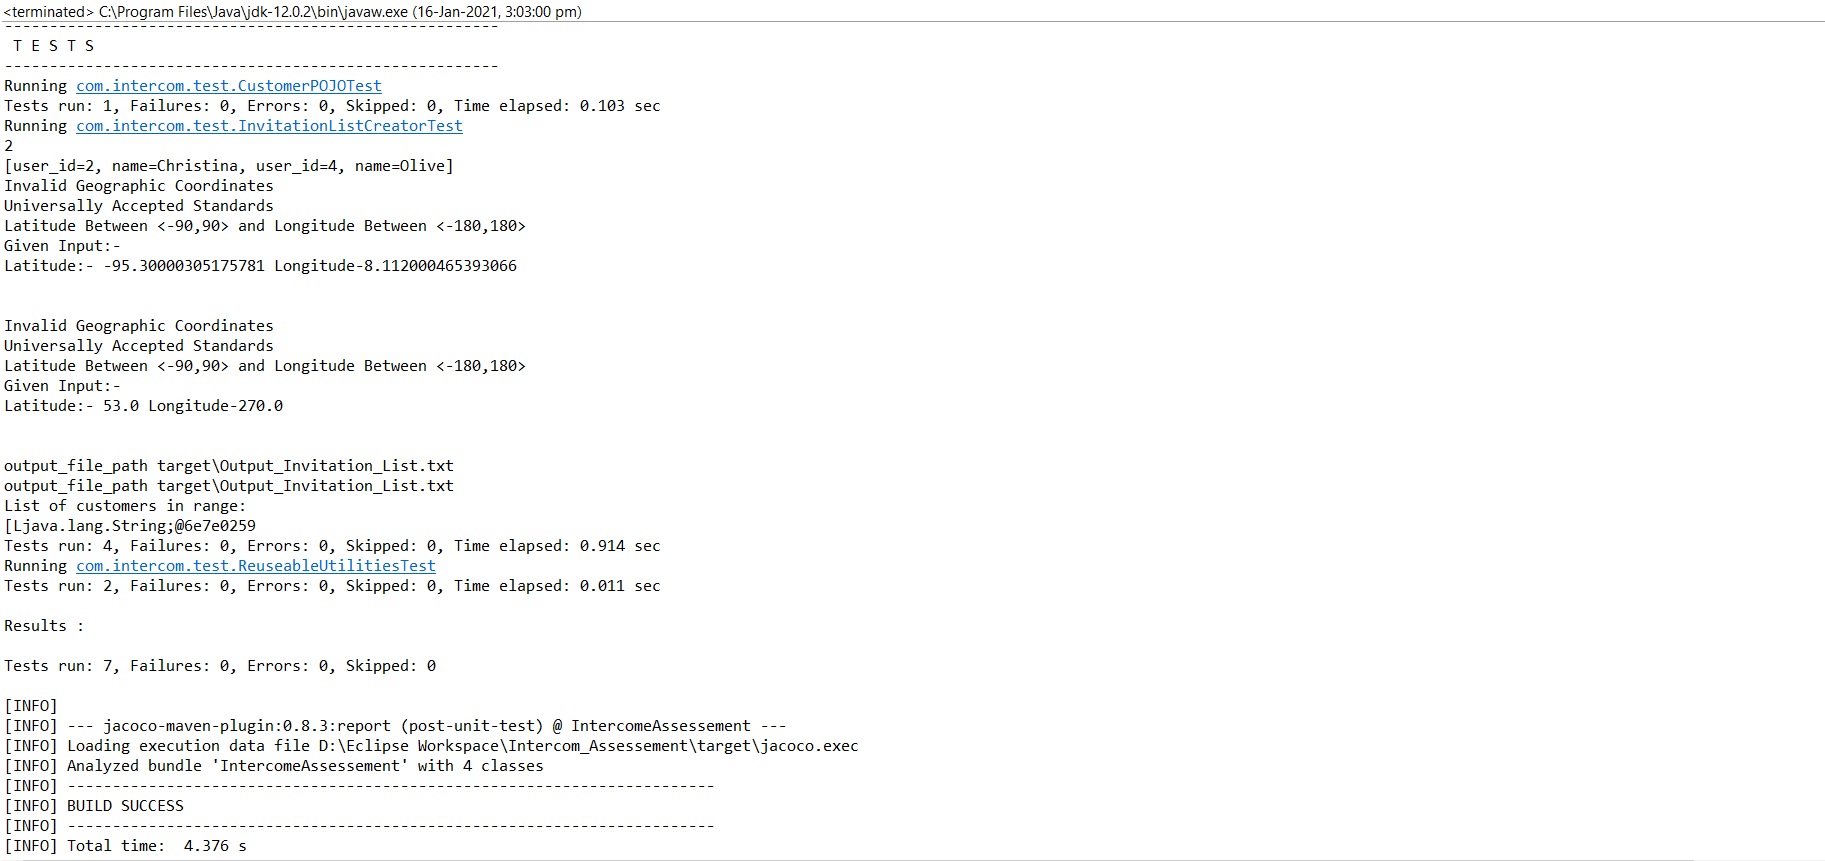 <terminated> C:\Program Files\Java\jdk-12.0.2\bin\javaw.exe (16-Jan-2021, 3:03:00 pm)
-------------------------------------------------------
 T E S T S
-------------------------------------------------------
Running com.intercom.test.CustomerPOJOTest
Tests run: 1, Failures: 0, Errors: 0, Skipped: 0, Time elapsed: 0.103 sec
Running com.intercom.test.InvitationListCreatorTest
2
[user_id=2, name=Christina, user_id=4, name=Olive]
Invalid Geographic Coordinates
Universally Accepted Standards
Latitude Between <-90,90> and Longitude Between <-180,180>
Given Input:-
Latitude:- -95.30000305175781 Longitude-8.112000465393066
Invalid Geographic Coordinates
Universally Accepted Standards
Latitude Between <-90,90> and Longitude Between <-180,180>
Given Input:-
Latitude:- 53.0 Longitude-270.0
output_file_path target\Output_Invitation_List.txt
output_file_path target\Output_Invitation_List.txt
List of customers in range:
[Ljava.lang.String;@6e7e0259
Tests run: 4, Failures: 0, Errors: 0, Skipped: 0, Time elapsed: 0.914 sec
Running com.intercom.test.ReuseableUtilitiesTest
Tests run: 2, Failures: 0, Errors: 0, Skipped: 0, Time elapsed: 0.011 sec
Results :
Tests run: 7, Failures: 0, Errors: 0, Skipped: 0
[INFO]
[INFO] --- jacoco-maven-plugin:0.8.3:report (post-unit-test) @ IntercomeAssessement ---
[INFO] Loading execution data file D:\Eclipse Workspace\Intercom_Assessement\target\jacoco.exec
[INFO] Analyzed bundle 'IntercomeAssessement' with 4 classes
[INFO] ------------------------------------------------------------------------
[INFO] BUILD SUCCESS
[INFO] ------------------------------------------------------------------------
[INFO] Total time:  4.376 s